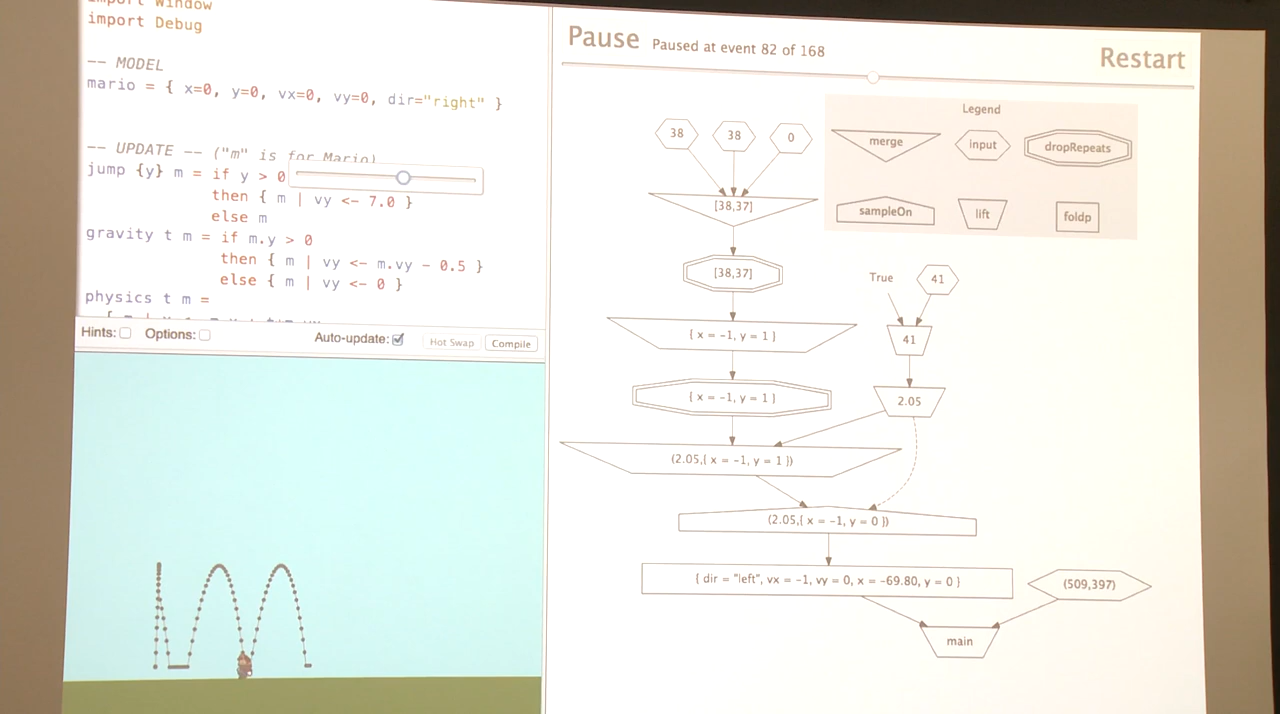 import Window
import Debug
-- MODEL
mario = { x=0, y=0, vx=0, vy=0, dir="right" }
-- UPDATE -- ("m" is for Mario)
jump {y} m = if y > 0
then { m | vy <- 7.0 }
else m
gravity t m = if m.y > 0
then { m | vy <- m.vy - 0.5 }
else { m | vy <- 0 }
physics t m =
Hints:
Options:
Auto-update:
Hot Swap
Compile
Pause
Paused at event 82 of 168
Restart
Legend
merge
input
dropRepeats
sampleOn
lift
foldp
38
38
0
[38,37]
[38,37]
{ x = -1, y = 1 }
{ x = -1, y = 1 }
True
41
41
2.05
(2.05,{ x = -1, y = 1 })
(2.05,{ x = -1, y = 0 })
{ dir = "left", vx = -1, vy = 0, x = -69.80, y = 0 }
(509,397)
main